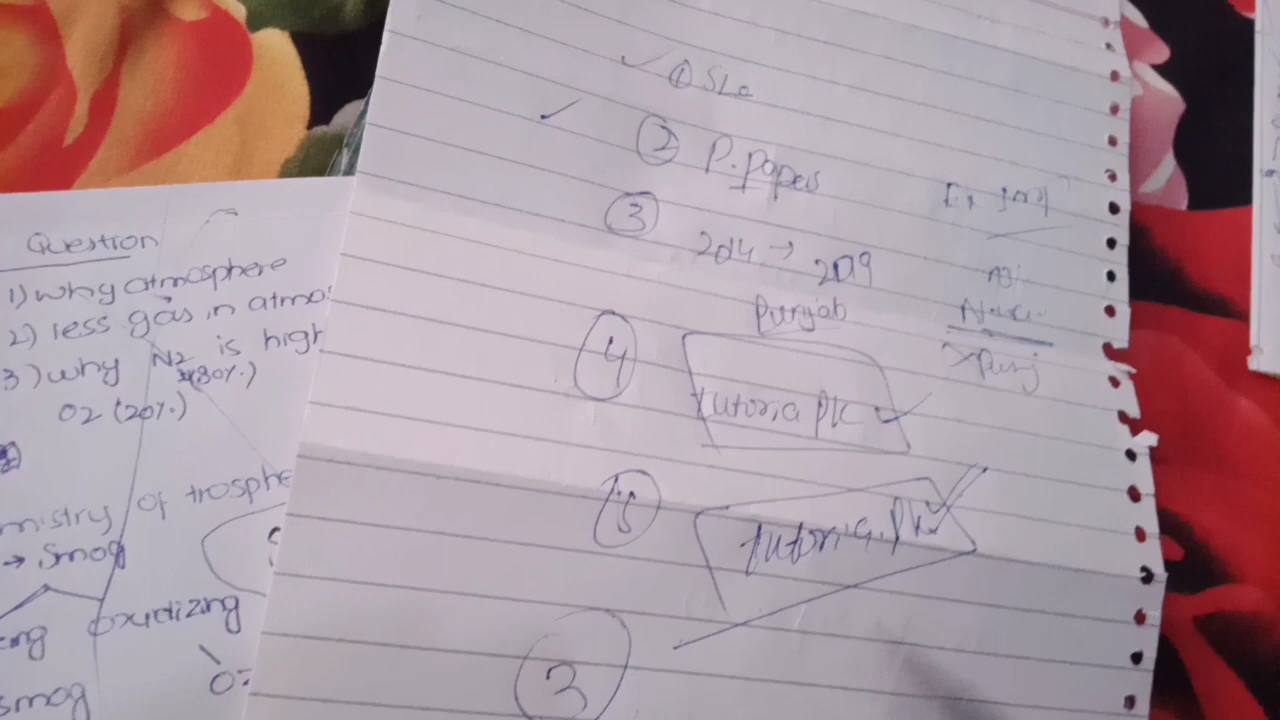 Question
1) why atmosphere
2) less gas in atmos
3) why N2 is high
(80%.)
O2 (20%.)
mistry of trosphe
→ Smog
oxidizing
smog
① SLo
② P.papers
③ 2014 → 2019
Punjab
④ tutoria pk
⑤ tutoria.pk
3